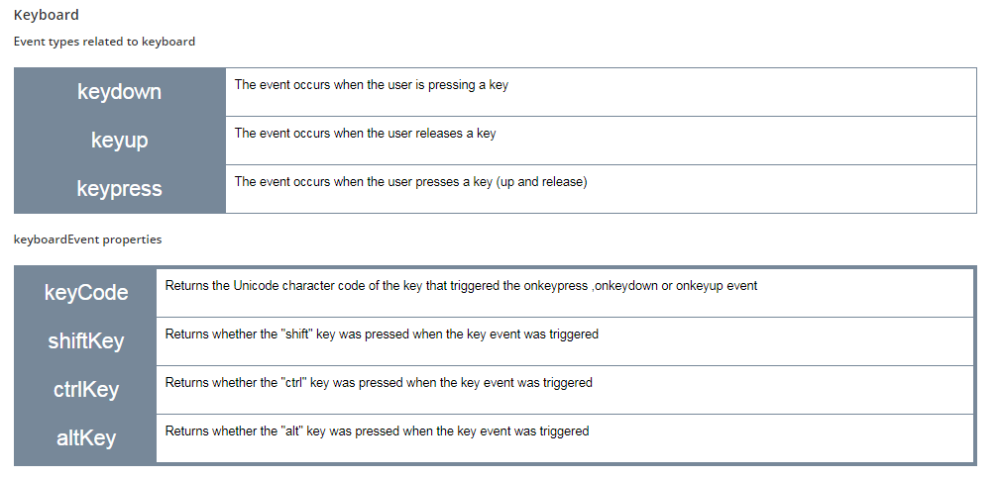 Keyboard
Event types related to keyboard
keydown
The event occurs when the user is pressing a key
keyup
The event occurs when the user releases a key
keypress
The event occurs when the user presses a key (up and release)
keyboardEvent properties
keyCode
Returns the Unicode character code of the key that triggered the onkeypress ,onkeydown or onkeyup event
shiftKey
Returns whether the "shift" key was pressed when the key event was triggered
ctrlKey
Returns whether the "ctrl" key was pressed when the key event was triggered
altKey
Returns whether the "alt" key was pressed when the key event was triggered